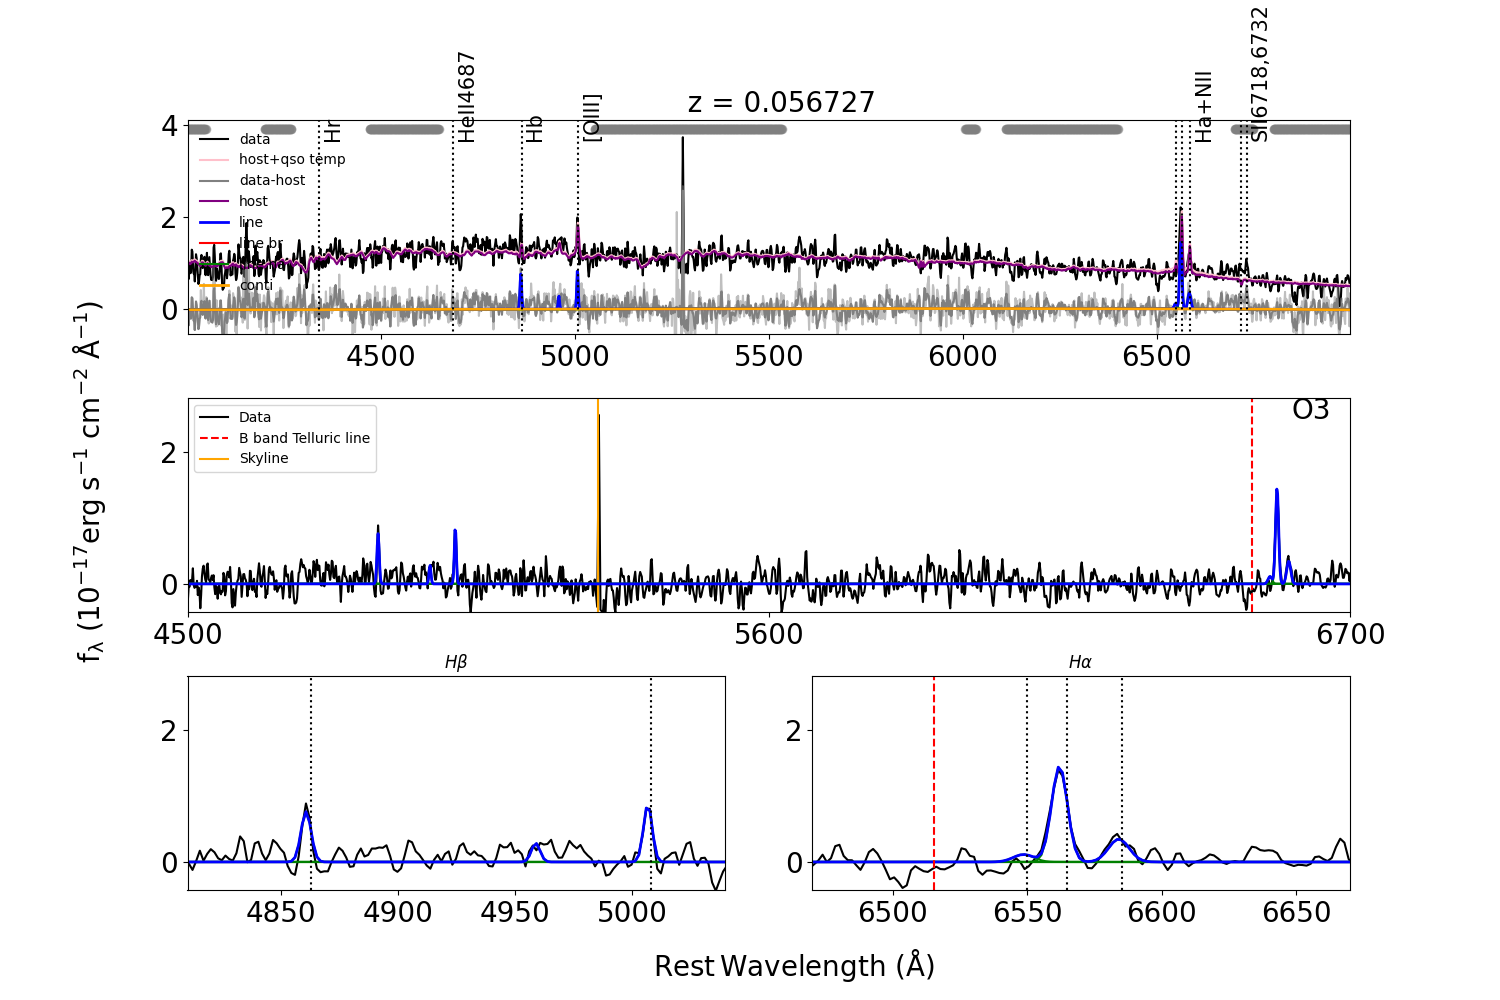 z = 0.056727
Hr
HeII4687
Hb
[OIII]
Ha+NII
SII6718,6732
data
host+qso temp
data-host
host
line
line br
conti
4
2
0
4500
5000
5500
6000
6500
fλ (10⁻¹⁷erg s⁻¹ cm⁻² Å⁻¹)
O3
Data
B band Telluric line
Skyline
2
0
4500
5600
6700
Hβ
2
0
4850
4900
4950
5000
Hα
2
0
6500
6550
6600
6650
Rest Wavelength (Å)